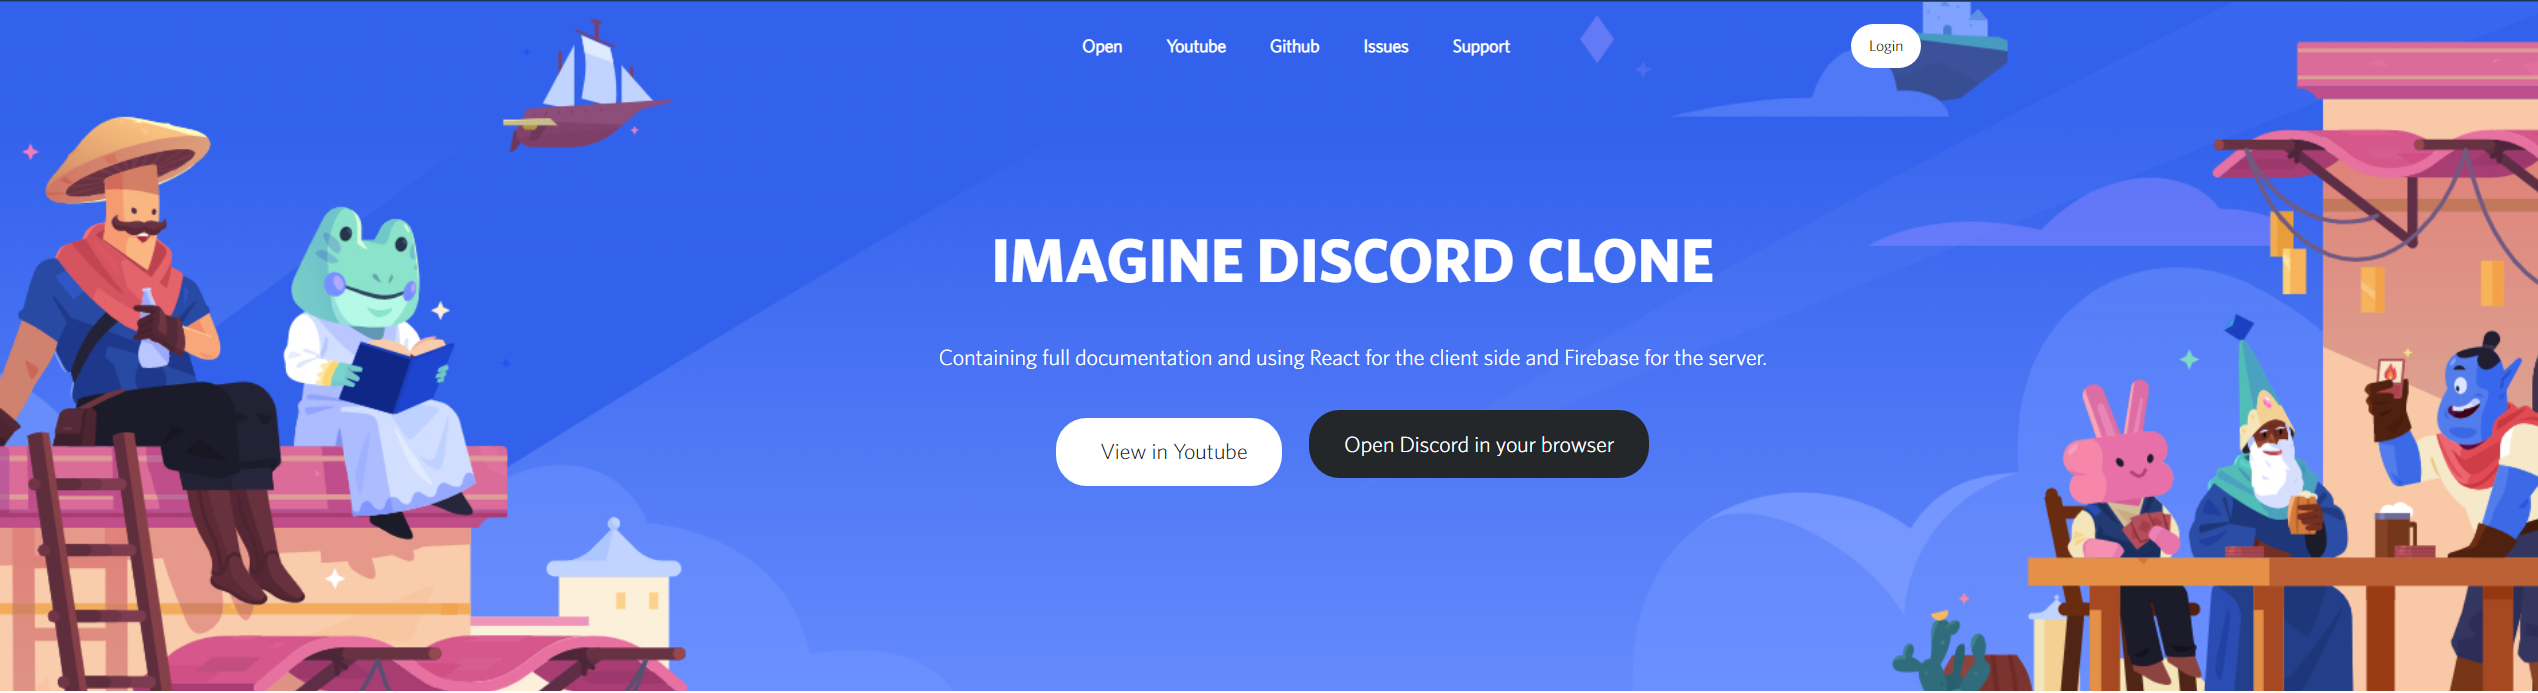 Open Youtube Github Issues Support Login
IMAGINE DISCORD CLONE
Containing full documentation and using React for the client side and Firebase for the server.
View in Youtube Open Discord in your browser